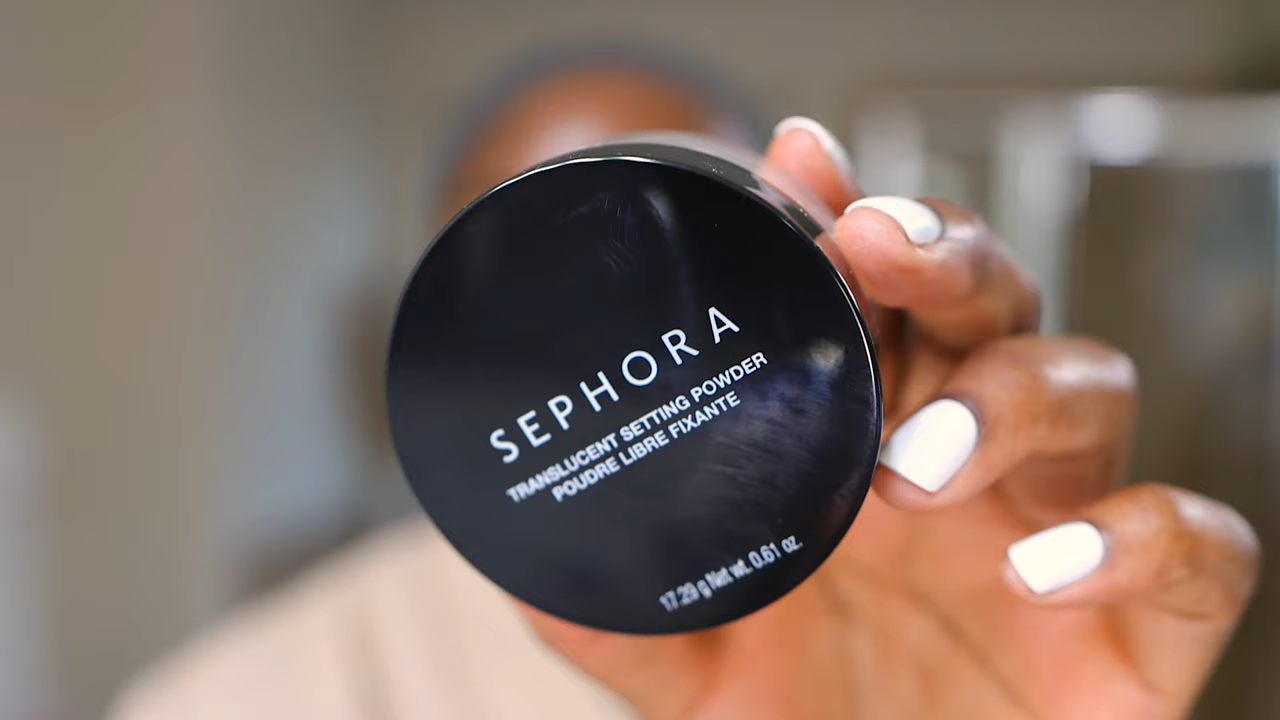 SEPHORA
TRANSLUCENT SETTING POWDER
POUDRE LIBRE FIXANTE
17.29 g Net wt. 0.61 oz.